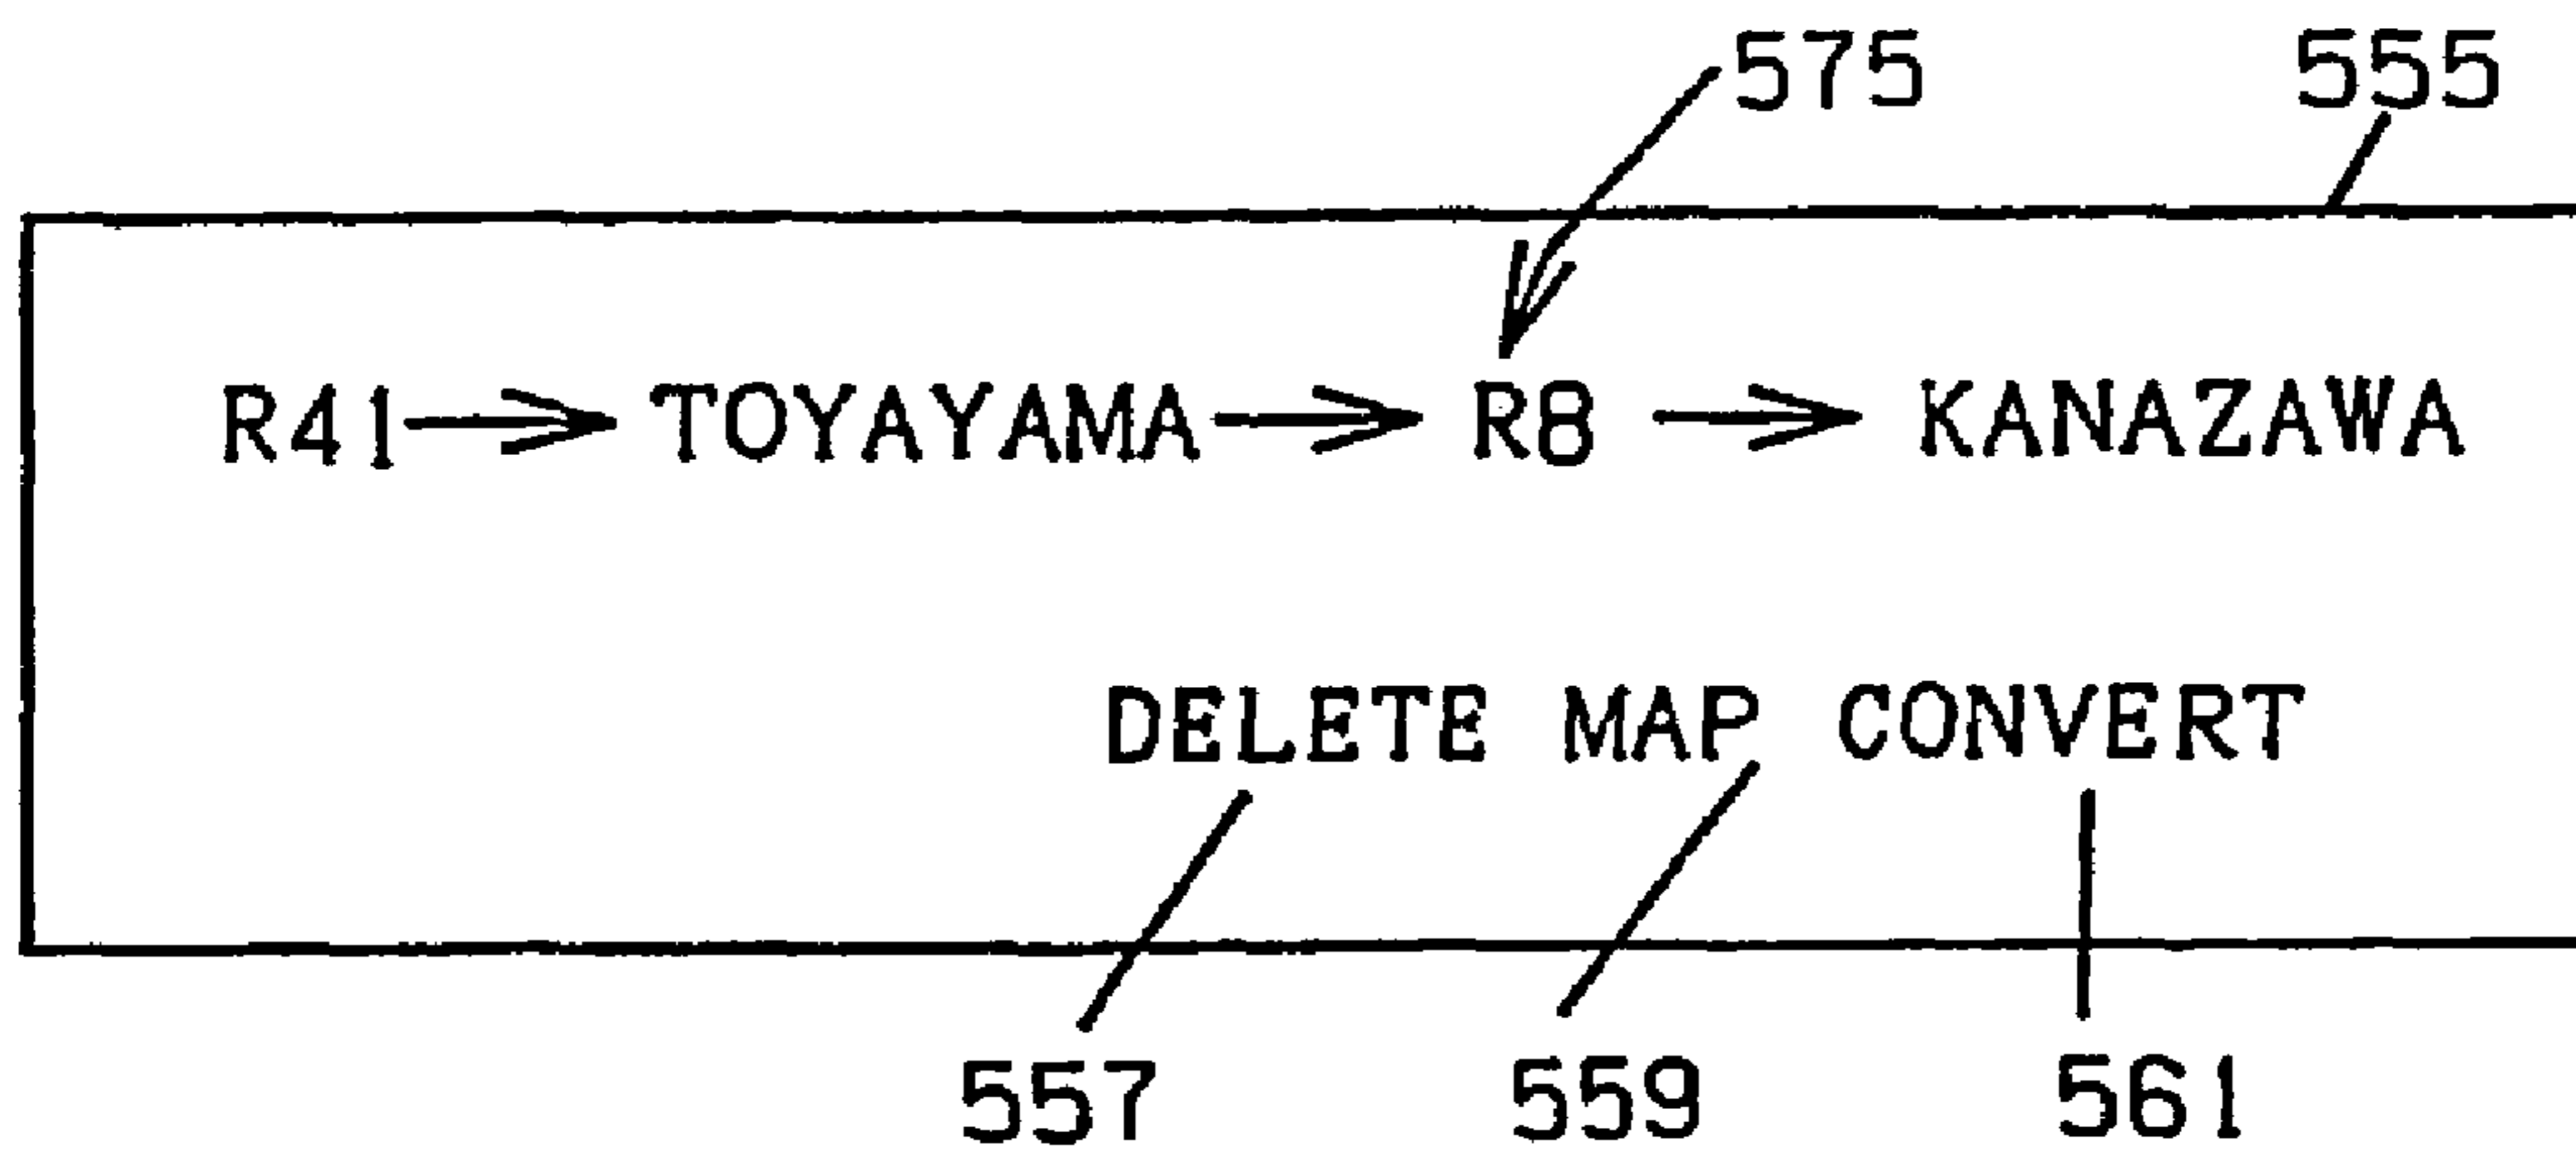 575 555
R41 → TOYAYAMA → R8 → KANAZAWA
DELETE MAP CONVERT
557 559 561